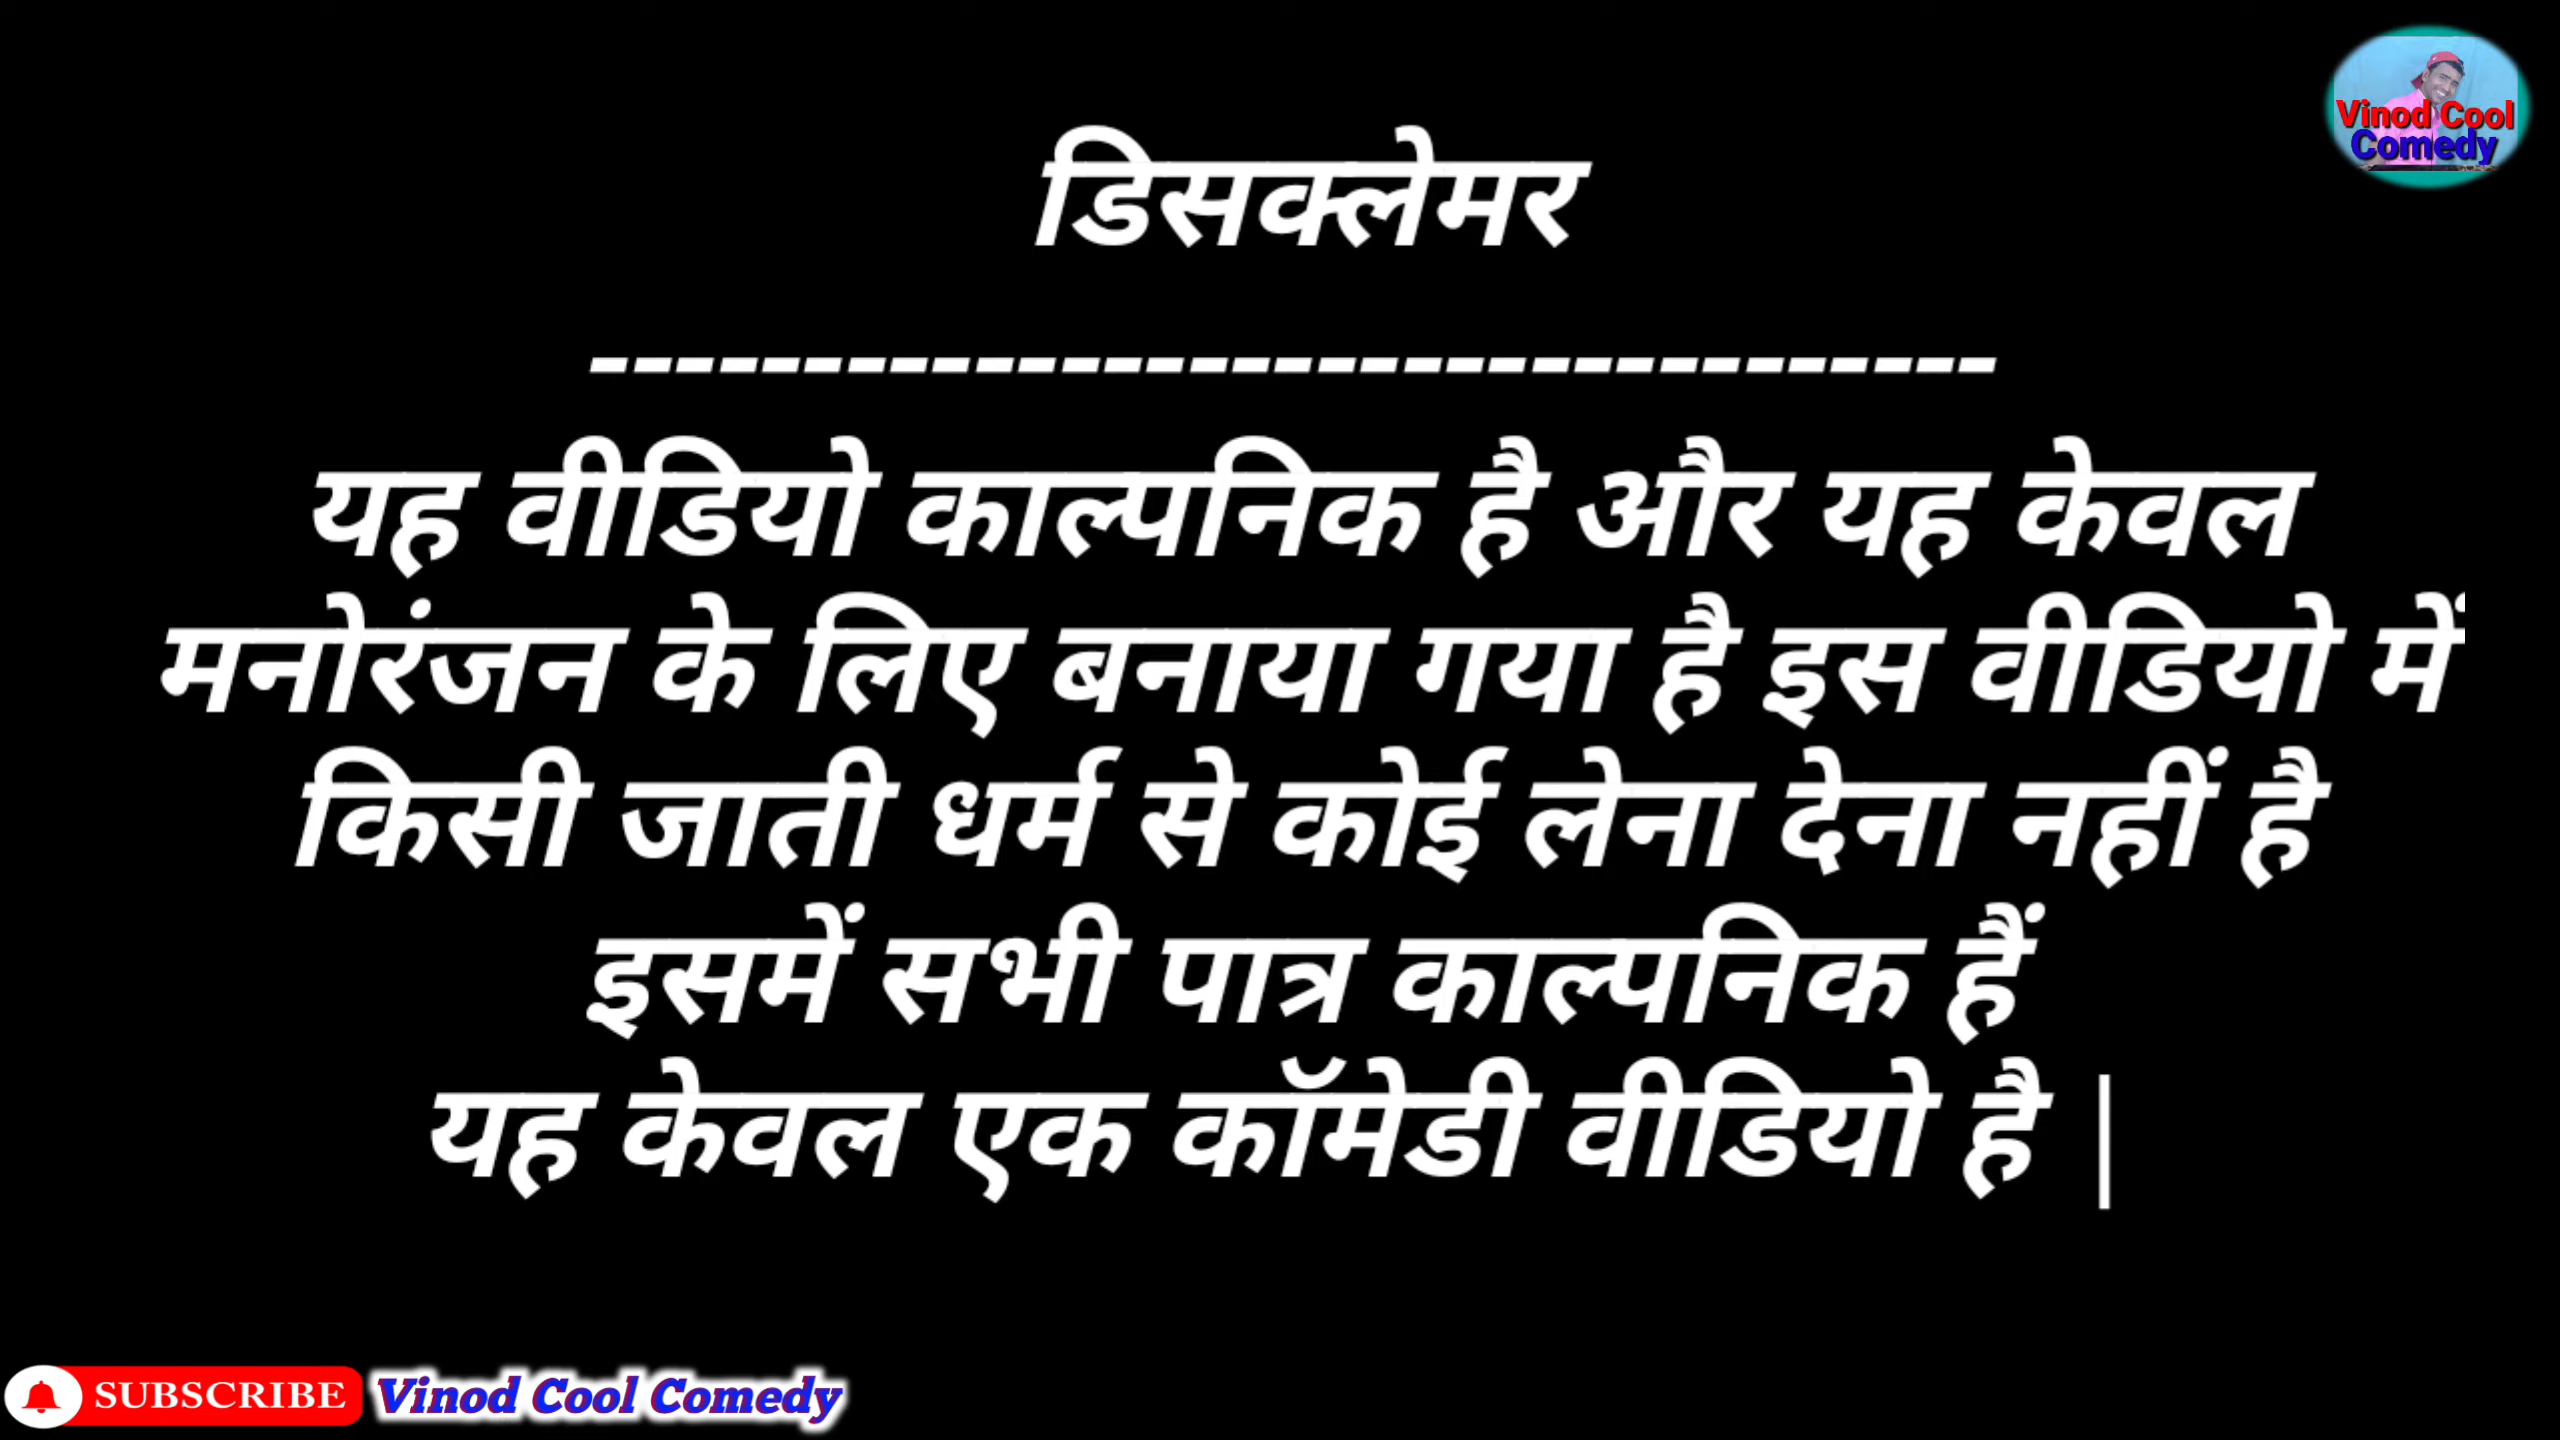 Vinod Cool
Comedy
डिसक्लेमर
---------------------------------
यह वीडियो काल्पनिक है और यह केवल
मनोरंजन के लिए बनाया गया है इस वीडियो में
किसी जाती धर्म से कोई लेना देना नहीं है
इसमें सभी पात्र काल्पनिक हैं
यह केवल एक कॉमेडी वीडियो है |
SUBSCRIBE Vinod Cool Comedy